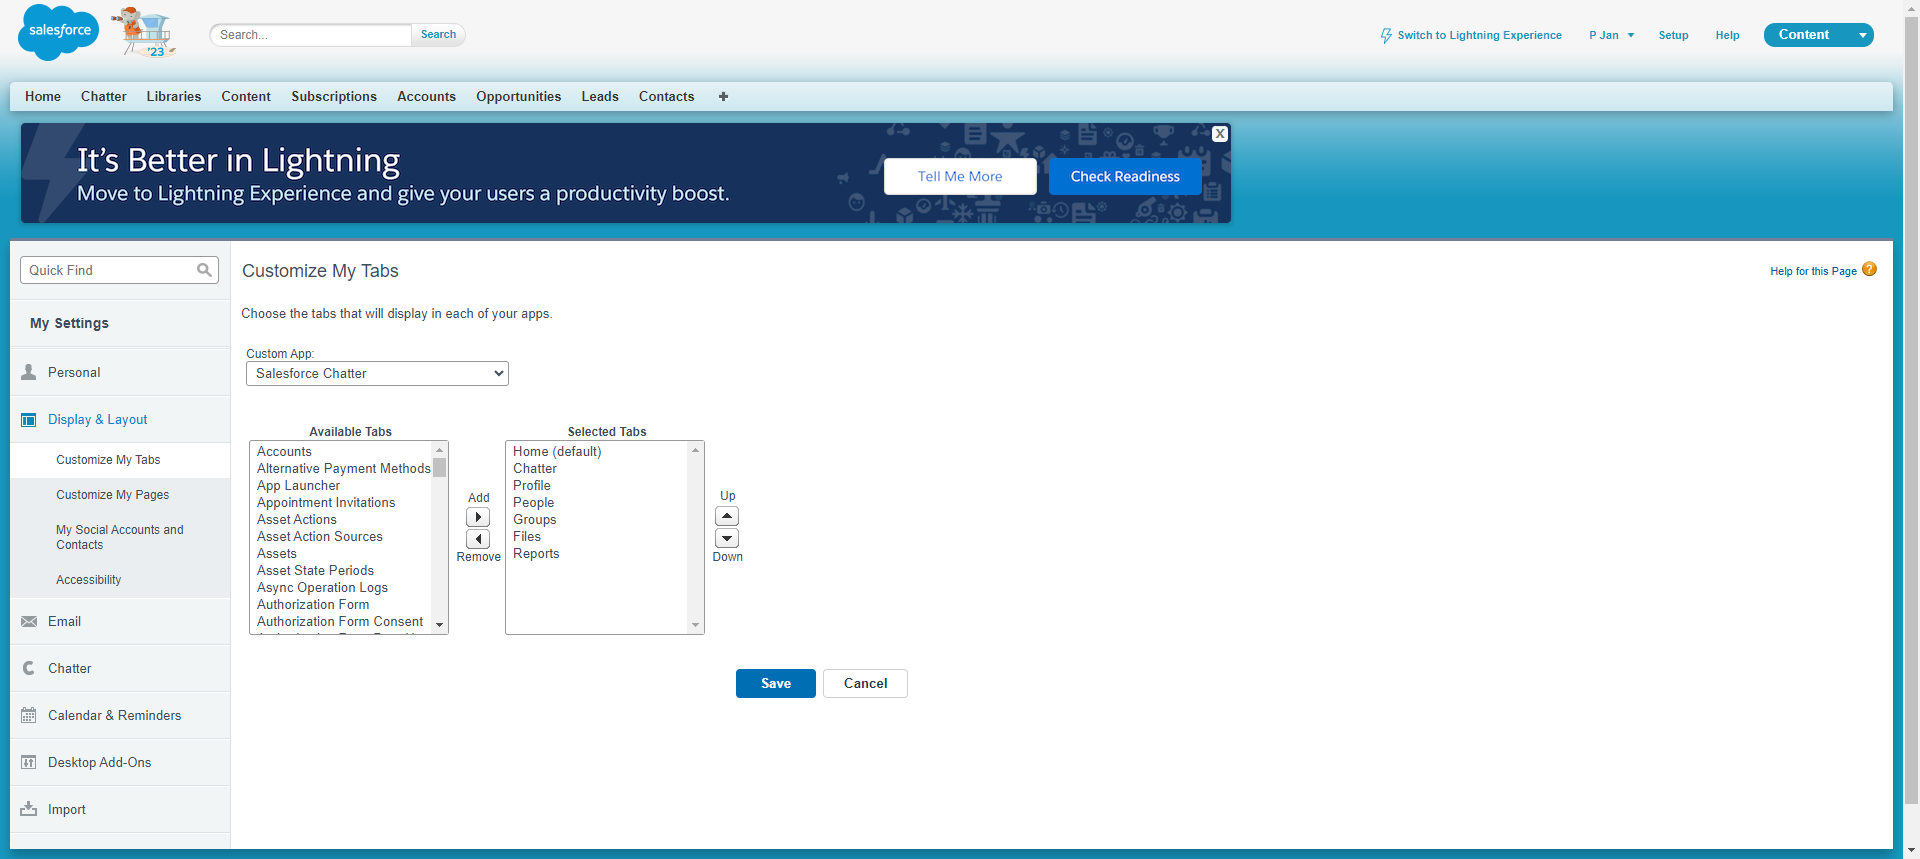 salesforce
'23
Search...
Search
Switch to Lightning Experience
P Jan
Setup
Help
Content
Home
Chatter
Libraries
Content
Subscriptions
Accounts
Opportunities
Leads
Contacts
+
It's Better in Lightning
Move to Lightning Experience and give your users a productivity boost.
Tell Me More
Check Readiness
X
Quick Find
My Settings
Personal
Display & Layout
Customize My Tabs
Customize My Pages
My Social Accounts and
Contacts
Accessibility
Email
Chatter
Calendar & Reminders
Desktop Add-Ons
Import
Customize My Tabs
Help for this Page
?
Choose the tabs that will display in each of your apps.
Custom App:
Salesforce Chatter
Available Tabs
Accounts
Alternative Payment Methods
App Launcher
Appointment Invitations
Asset Actions
Asset Action Sources
Assets
Asset State Periods
Async Operation Logs
Authorization Form
Authorization Form Consent
Add
Remove
Selected Tabs
Home (default)
Chatter
Profile
People
Groups
Files
Reports
Up
Down
Save
Cancel